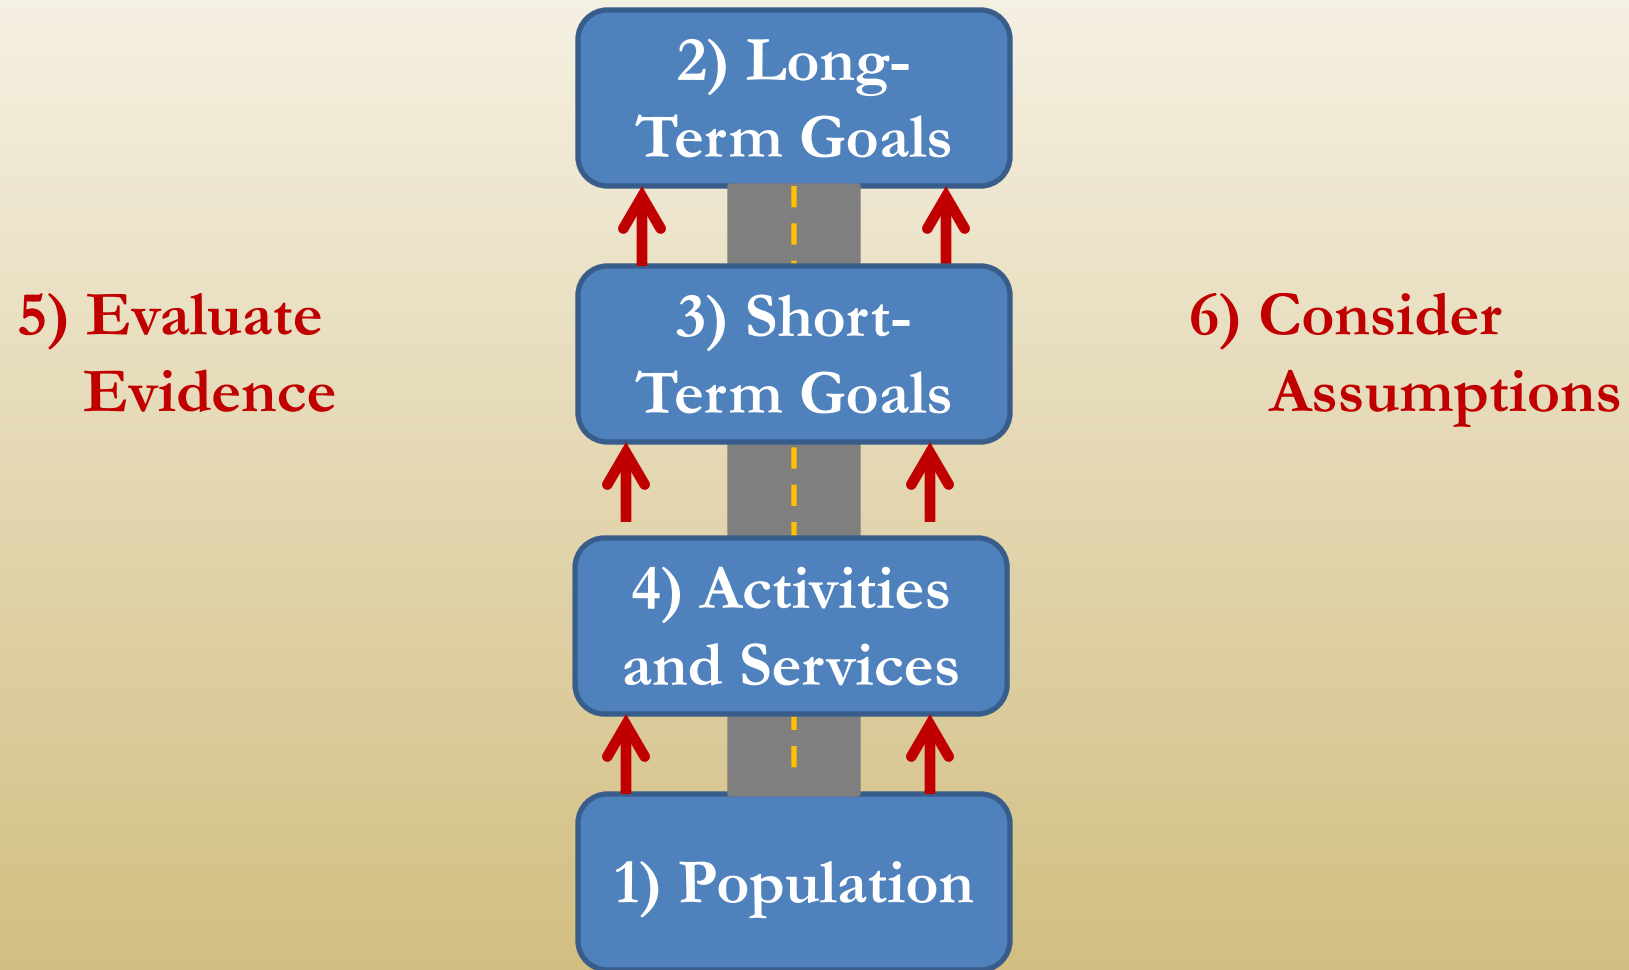 2) Long-
Term Goals
5) Evaluate
Evidence
3) Short-
Term Goals
6) Consider
Assumptions
4) Activities
and Services
1) Population